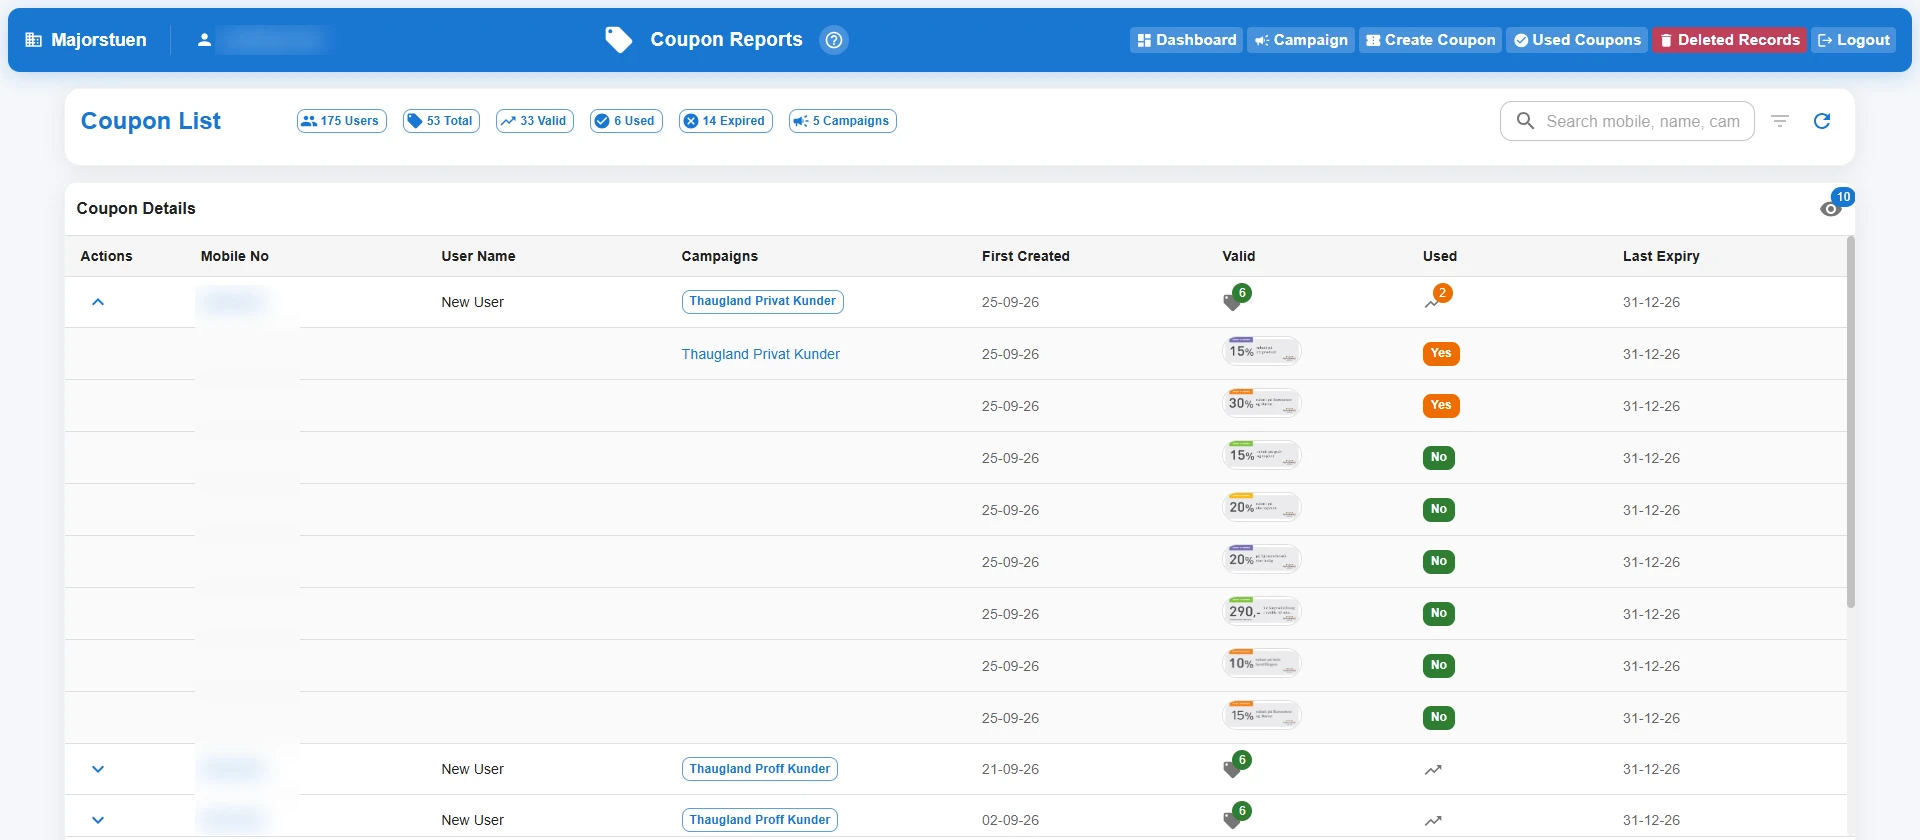 Majorstuen
Coupon Reports
Dashboard
Campaign
Create Coupon
Used Coupons
Deleted Records
Logout
Coupon List
175 Users
53 Total
33 Valid
6 Used
14 Expired
5 Campaigns
Search mobile, name, cam
Coupon Details
10
Actions Mobile No User Name Campaigns First Created Valid Used Last Expiry
New User Thaugland Privat Kunder 25-09-26 6 2 31-12-26
Thaugland Privat Kunder 25-09-26 15% Yes 31-12-26
25-09-26 30% Yes 31-12-26
25-09-26 15% No 31-12-26
25-09-26 20% No 31-12-26
25-09-26 20% No 31-12-26
25-09-26 290,- No 31-12-26
25-09-26 10% No 31-12-26
25-09-26 15% No 31-12-26
New User Thaugland Proff Kunder 21-09-26 6 31-12-26
New User Thaugland Proff Kunder 02-09-26 6 31-12-26